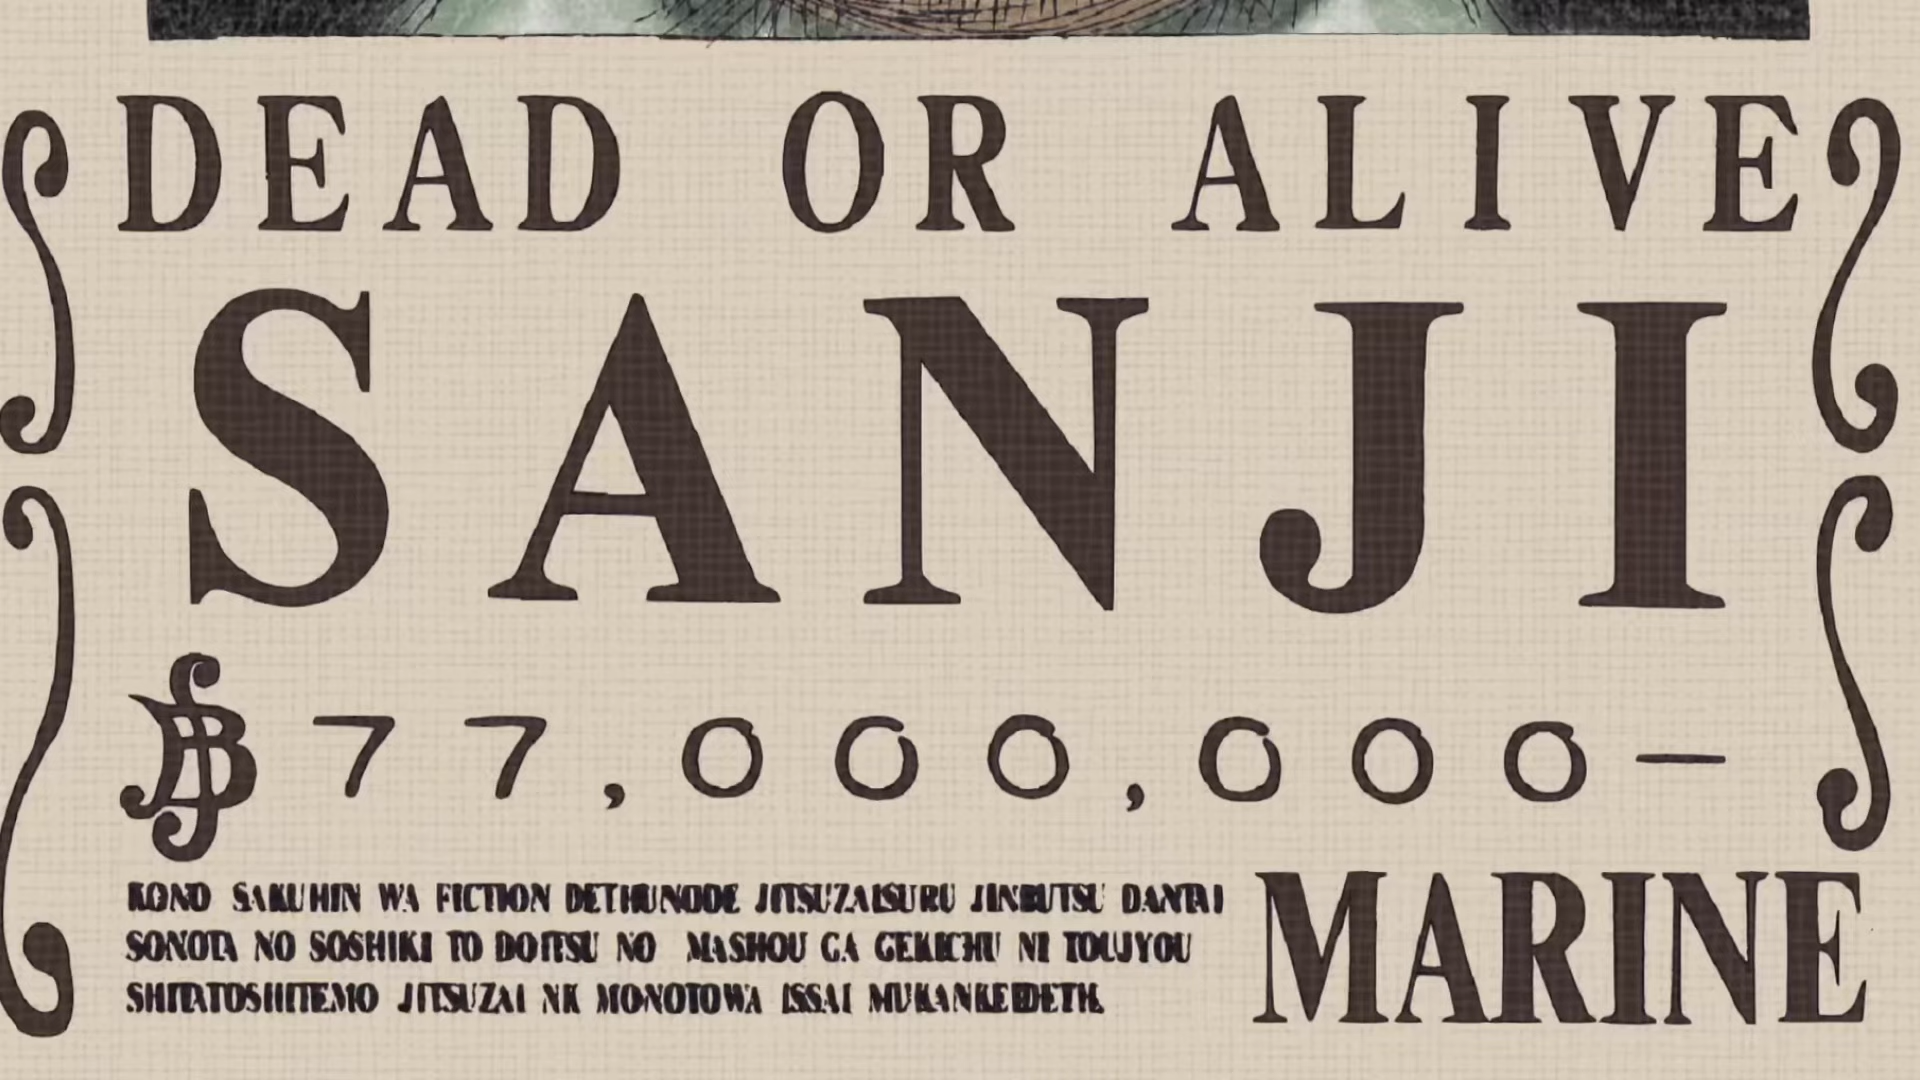 DEAD OR ALIVE
SANJI
฿77,000,000—
KONO SAKUHIN WA FICTION DETHUNODE JITSUZAISURU JINBUTSU DANTAI
SONOTA NO SOSHIKI TO DOITSU NO MASHOU GA GEKICHU NI TOUJYOU
SHITATOSHITEMO JITSUZAI NK MONOTOWA ISSAI MUKANKEIDETH.
MARINE